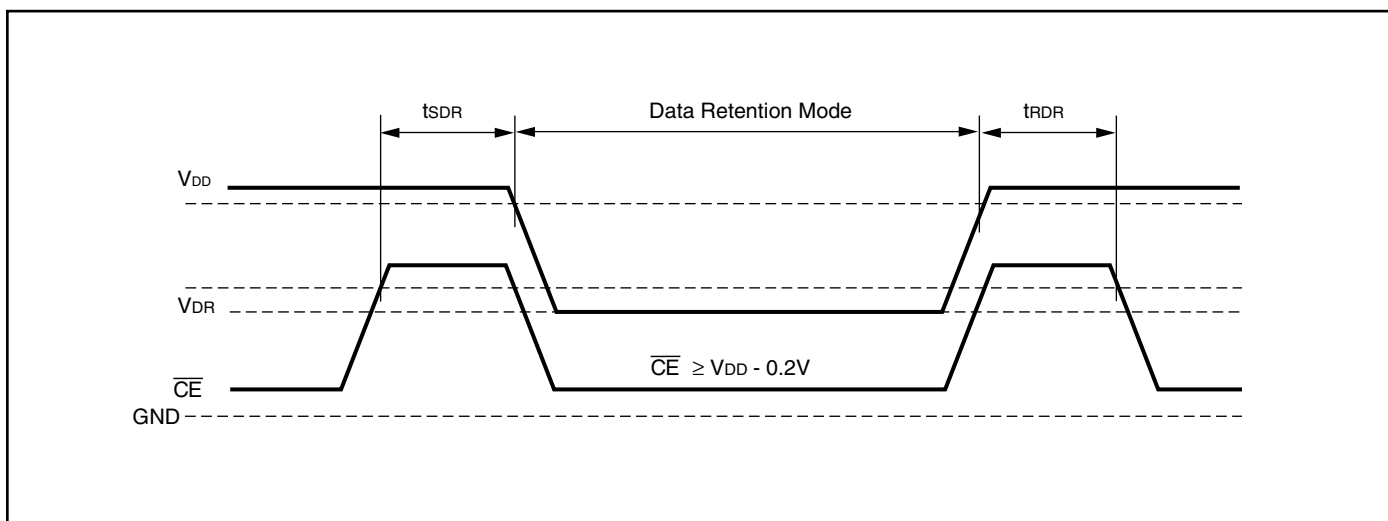 tSDR
Data Retention Mode
tRDR
VDD
VDR
CE ≥ VDD - 0.2V
CE
GND